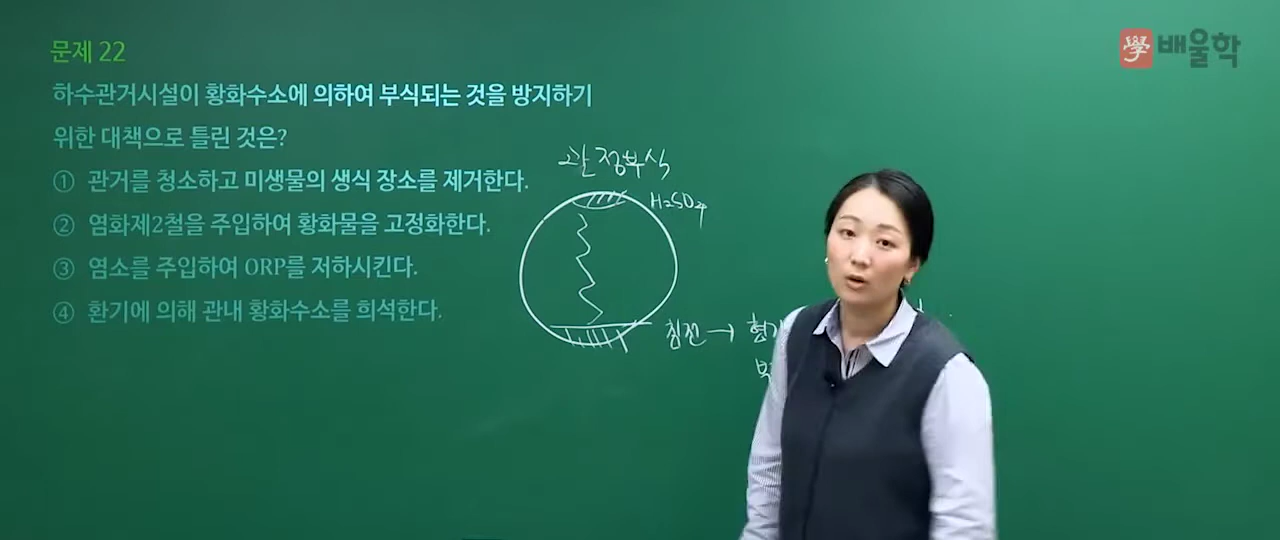 문제 22
하수관거시설이 황화수소에 의하여 부식되는 것을 방지하기
위한 대책으로 틀린 것은?
① 관거를 청소하고 미생물의 생식 장소를 제거한다.
② 염화제2철을 주입하여 황화물을 고정화한다.
③ 염소를 주입하여 ORP를 저하시킨다.
④ 환기에 의해 관내 황화수소를 희석한다.
學 배울학
관정부식
H₂SO₄
침전 → 혐기